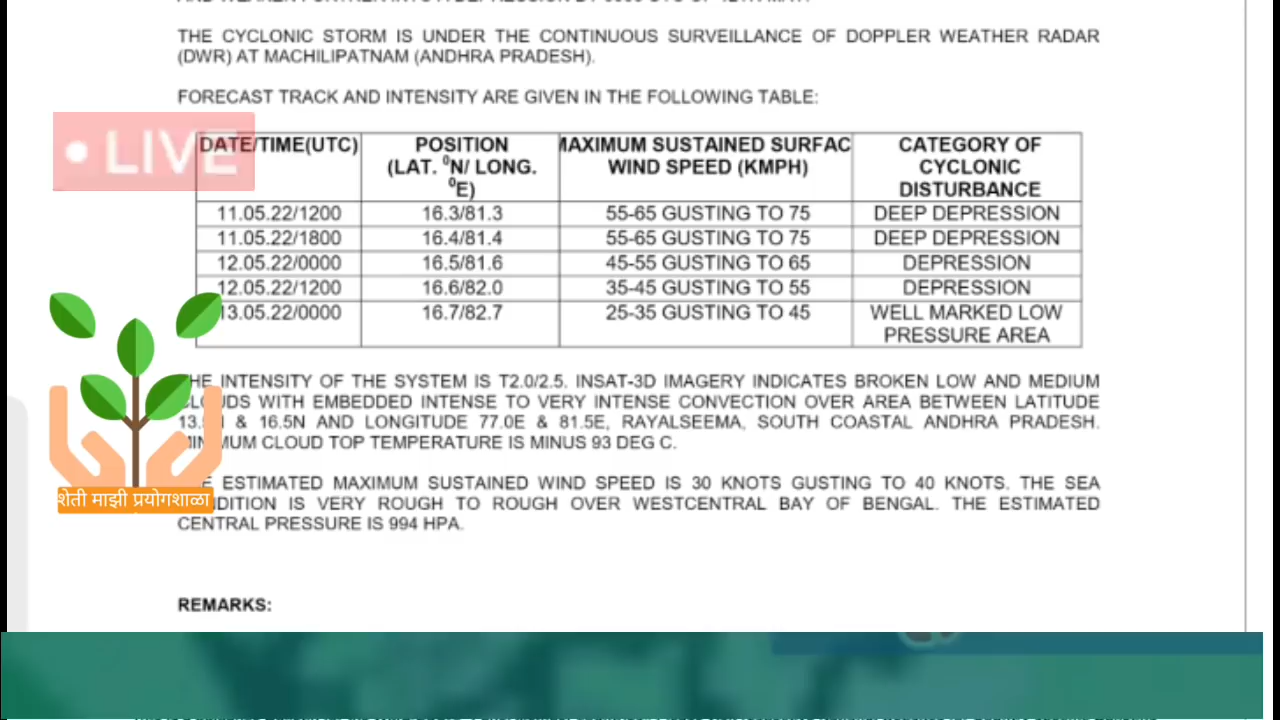 THE CYCLONIC STORM IS UNDER THE CONTINUOUS SURVEILLANCE OF DOPPLER WEATHER RADAR
(DWR) AT MACHILIPATNAM (ANDHRA PRADESH).
FORECAST TRACK AND INTENSITY ARE GIVEN IN THE FOLLOWING TABLE:
• LIVE
DATE/TIME(UTC) POSITION MAXIMUM SUSTAINED SURFAC CATEGORY OF
(LAT. ⁰N/ LONG. WIND SPEED (KMPH) CYCLONIC
⁰E) DISTURBANCE
11.05.22/1200 16.3/81.3 55-65 GUSTING TO 75 DEEP DEPRESSION
11.05.22/1800 16.4/81.4 55-65 GUSTING TO 75 DEEP DEPRESSION
12.05.22/0000 16.5/81.6 45-55 GUSTING TO 65 DEPRESSION
12.05.22/1200 16.6/82.0 35-45 GUSTING TO 55 DEPRESSION
13.05.22/0000 16.7/82.7 25-35 GUSTING TO 45 WELL MARKED LOW
PRESSURE AREA
THE INTENSITY OF THE SYSTEM IS T2.0/2.5. INSAT-3D IMAGERY INDICATES BROKEN LOW AND MEDIUM
CLOUDS WITH EMBEDDED INTENSE TO VERY INTENSE CONVECTION OVER AREA BETWEEN LATITUDE
& 16.5N AND LONGITUDE 77.0E & 81.5E, RAYALSEEMA, SOUTH COASTAL ANDHRA PRADESH.
MINIMUM CLOUD TOP TEMPERATURE IS MINUS 93 DEG C.
ESTIMATED MAXIMUM SUSTAINED WIND SPEED IS 30 KNOTS GUSTING TO 40 KNOTS. THE SEA
CONDITION IS VERY ROUGH TO ROUGH OVER WESTCENTRAL BAY OF BENGAL. THE ESTIMATED
CENTRAL PRESSURE IS 994 HPA.
शेती माझी प्रयोगशाळा
REMARKS: